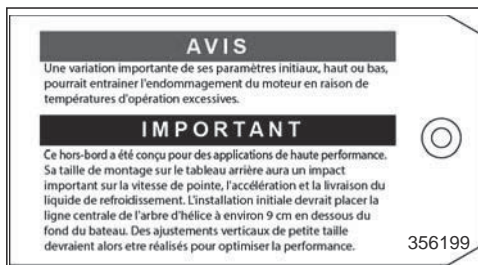 AVIS
Une variation importante de ses paramètres initiaux, haut ou bas,
pourrait entrainer l'endommagement du moteur en raison de
températures d'opération excessives.
IMPORTANT
Ce hors-bord a été conçu pour des applications de haute performance.
Sa taille de montage sur le tableau arrière aura un impact
important sur la vitesse de pointe, l'accélération et la livraison du
liquide de refroidissement. L'installation initiale devrait placer la
ligne centrale de l'arbre d'hélice à environ 9 cm en dessous du
fond du bateau. Des ajustements verticaux de petite taille
devraient alors etre réalisés pour optimiser la performance.
356199